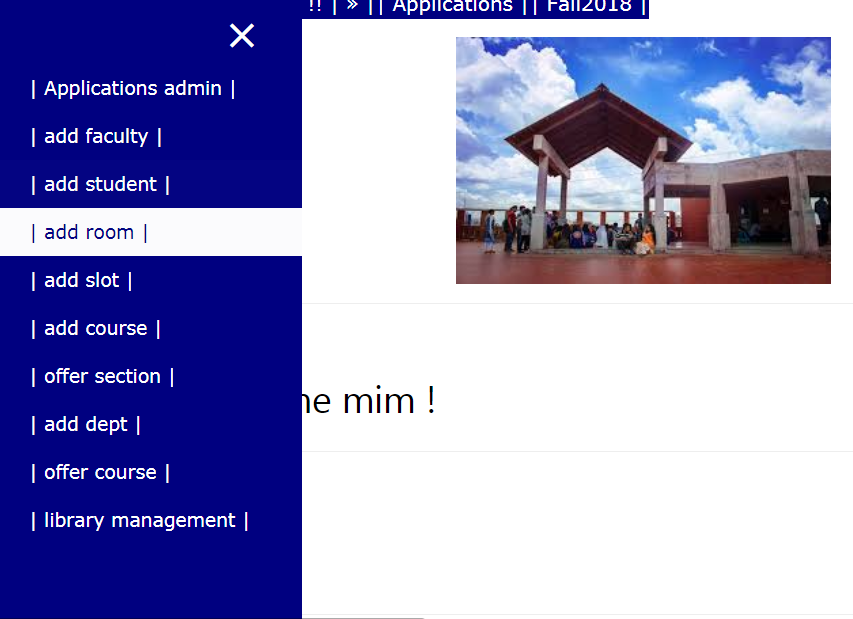 !! | » || Applications || Fall2018 |
×
| Applications admin |
| add faculty |
| add student |
| add room |
| add slot |
| add course |
| offer section |
| add dept |
| offer course |
| library management |
mim !